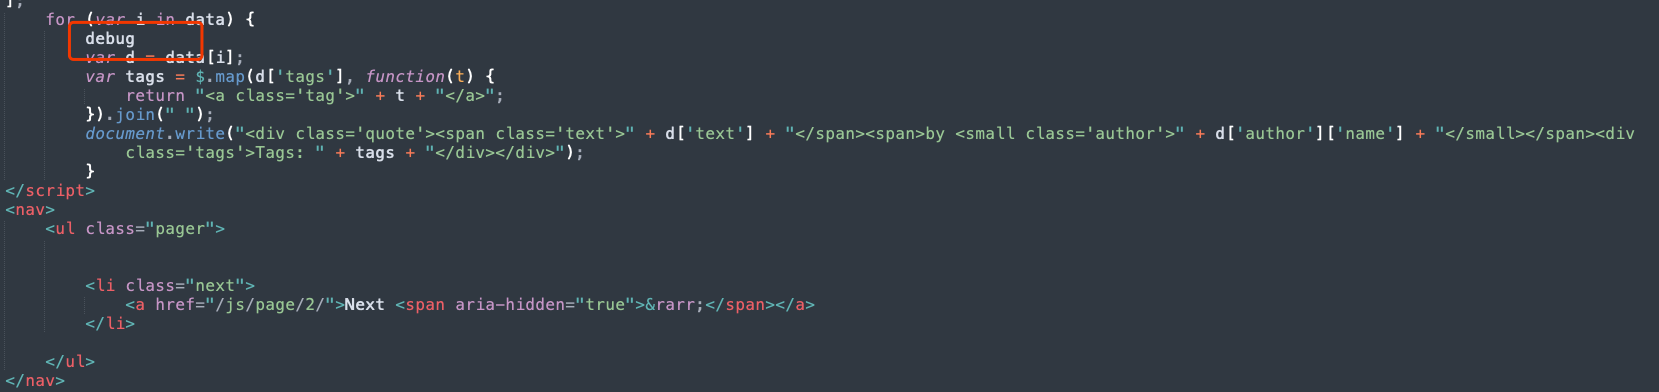 ];
for (var i in data) {
debug
var d = data[i];
var tags = $.map(d['tags'], function(t) {
return "<a class='tag'>" + t + "</a>";
}).join(" ");
document.write("<div class='quote'><span class='text'>" + d['text'] + "</span><span>by <small class='author'>" + d['author']['name'] + "</small></span><div
class='tags'>Tags: " + tags + "</div></div>");
}
</script>
<nav>
<ul class="pager">
<li class="next">
<a href="/js/page/2/">Next <span aria-hidden="true">&rarr;</span></a>
</li>
</ul>
</nav>